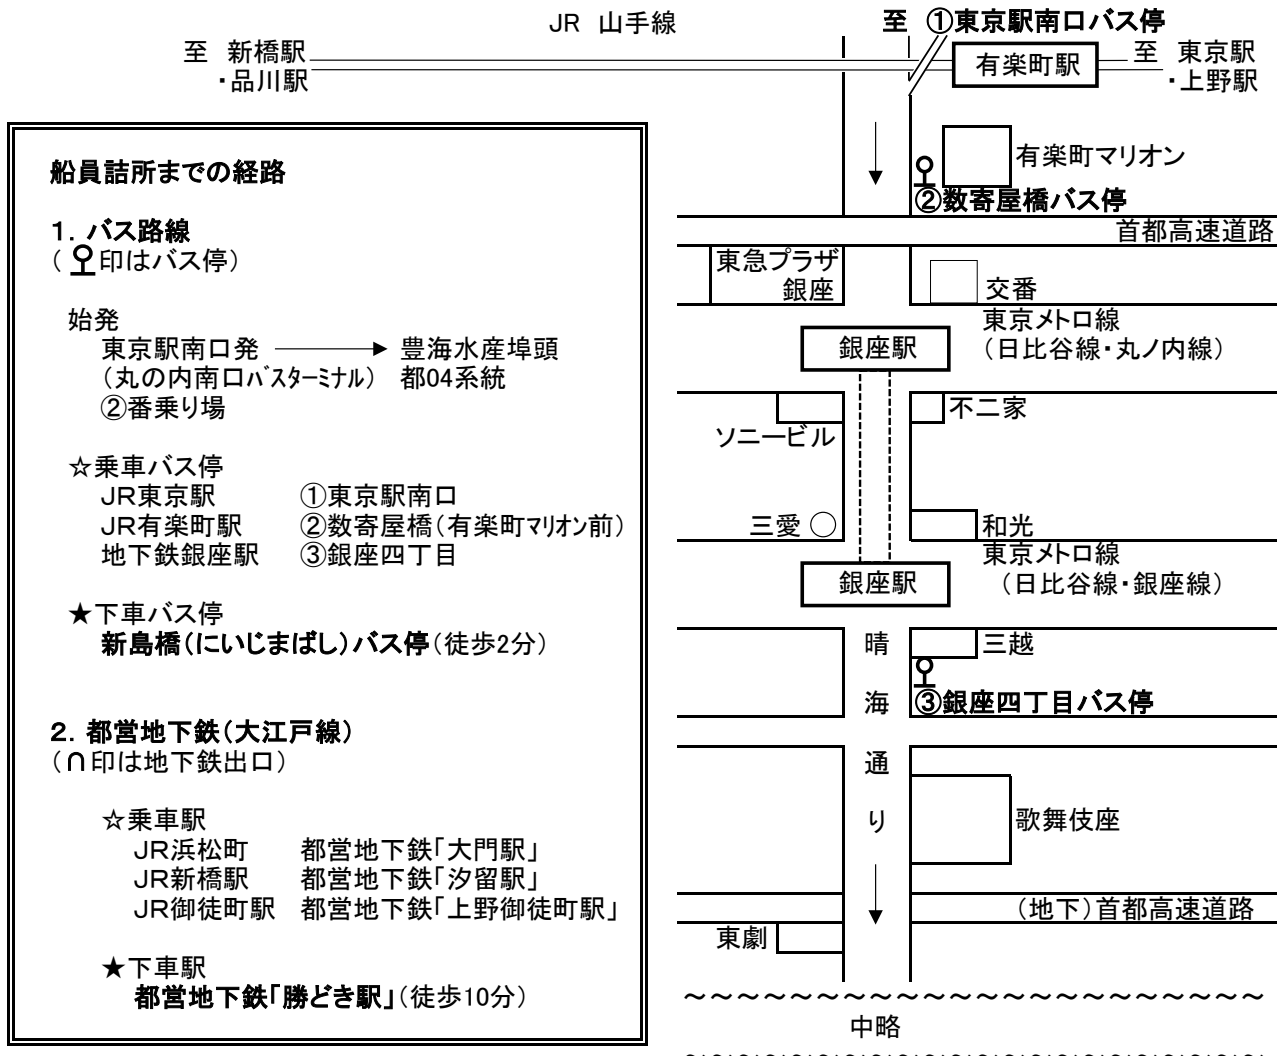 JR 山手線
至 ①東京駅南口バス停
至 新橋駅
・品川駅
有楽町駅
至 東京駅
・上野駅
船員詰所までの経路
1．バス路線
（ 印はバス停）
始発
東京駅南口発 → 豊海水産埠頭
（丸の内南口バスターミナル） 都04系統
②番乗り場
☆乗車バス停
JR東京駅 ①東京駅南口
JR有楽町駅 ②数寄屋橋（有楽町マリオン前）
地下鉄銀座駅 ③銀座四丁目
★下車バス停
新島橋（にいじまばし）バス停（徒歩2分）
2．都営地下鉄（大江戸線）
（∩印は地下鉄出口）
☆乗車駅
JR浜松町 都営地下鉄「大門駅」
JR新橋駅 都営地下鉄「汐留駅」
JR御徒町駅 都営地下鉄「上野御徒町駅」
★下車駅
都営地下鉄「勝どき駅」（徒歩10分）
有楽町マリオン
②数寄屋橋バス停
首都高速道路
東急プラザ
銀座
交番
東京メトロ線
（日比谷線・丸ノ内線）
銀座駅
不二家
ソニービル
三愛
和光
東京メトロ線
（日比谷線・銀座線）
銀座駅
晴海通り
三越
③銀座四丁目バス停
歌舞伎座
（地下）首都高速道路
東劇
～～～～～～～～～～～～～～～～～～～～～～
中略